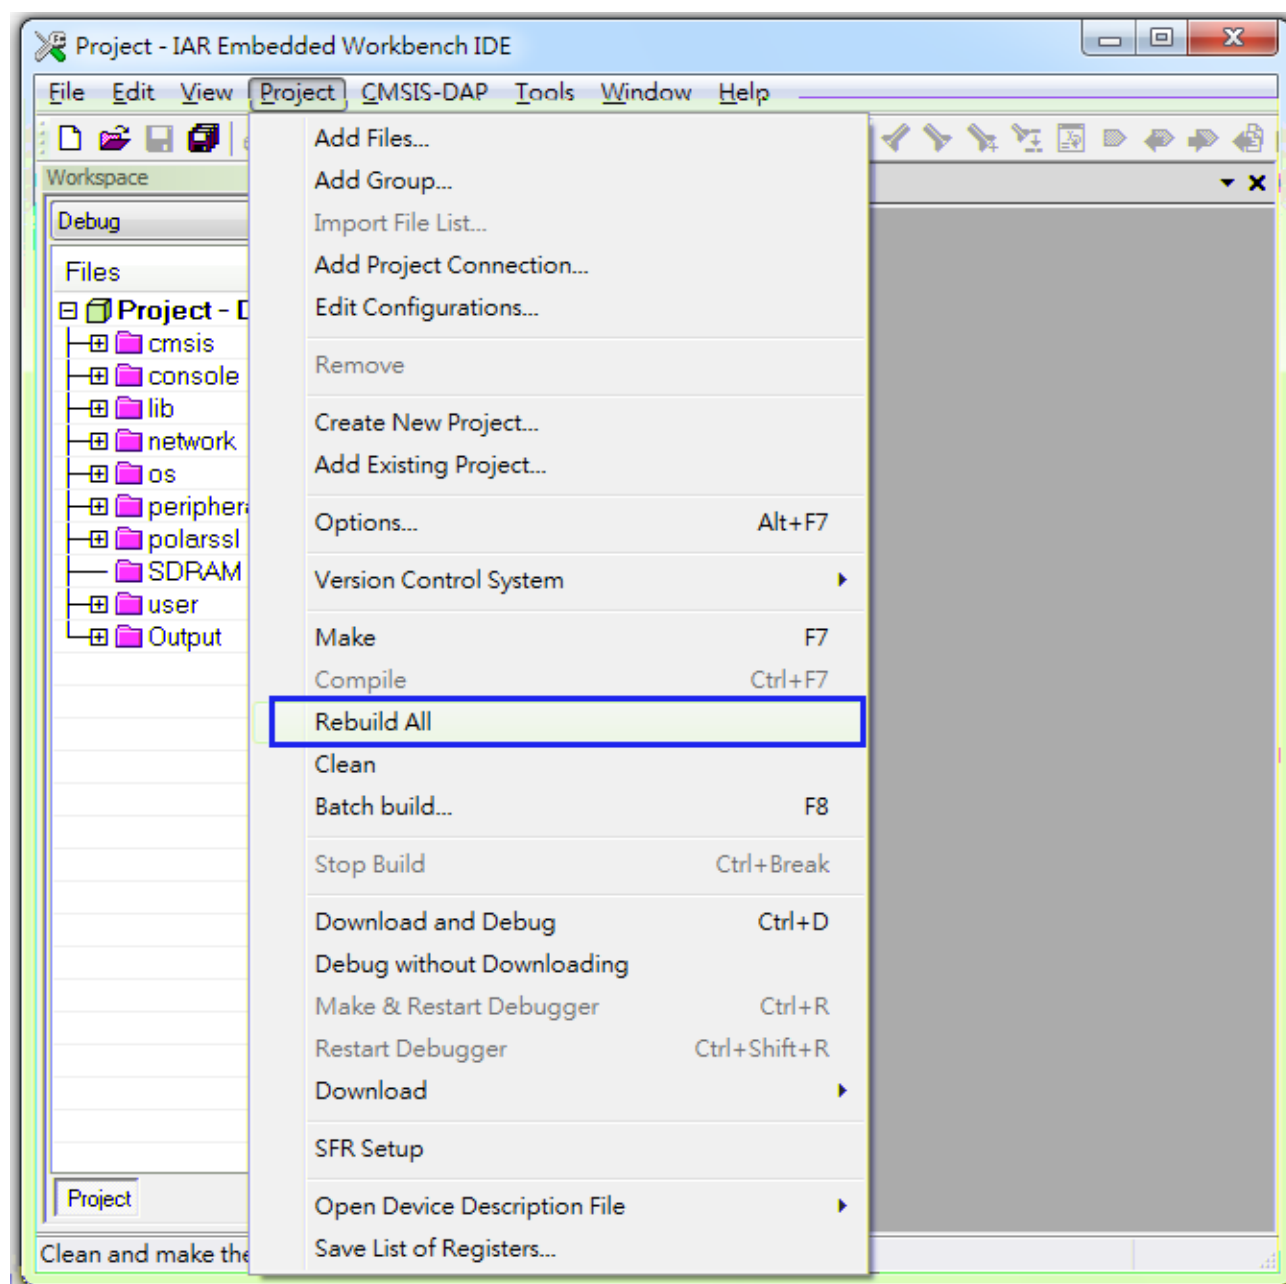 Project - IAR Embedded Workbench IDE
File Edit View Project CMSIS-DAP Tools Window Help
Workspace
Debug
Files
Project -
cmsis
console
lib
network
os
polarssl
SDRAM
user
Output
Project
Clean and make the
Add Files...
Add Group...
Import File List...
Add Project Connection...
Edit Configurations...
Remove
Create New Project...
Add Existing Project...
Options... Alt+F7
Version Control System
Make F7
Compile Ctrl+F7
Rebuild All
Clean
Batch build... F8
Stop Build Ctrl+Break
Download and Debug Ctrl+D
Debug without Downloading
Make & Restart Debugger Ctrl+R
Restart Debugger Ctrl+Shift+R
Download
SFR Setup
Open Device Description File
Save List of Registers...